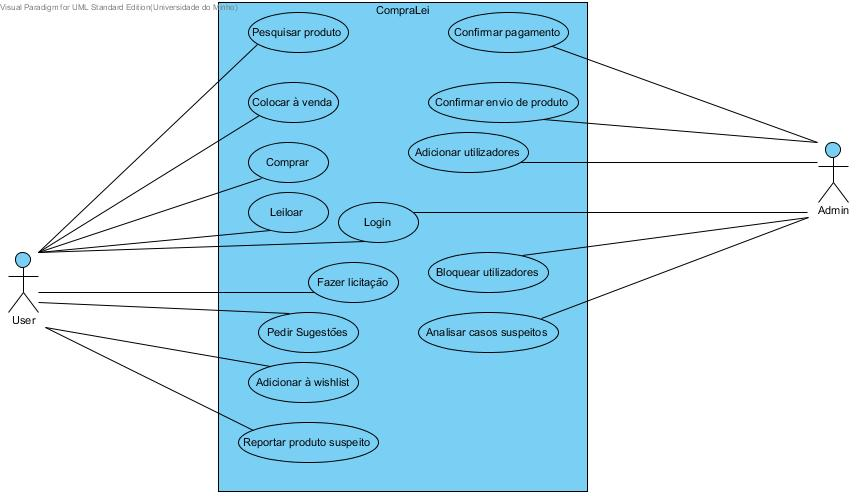 Visual Paradigm for UML Standard Edition(Universidade do Minho)
CompraLei
Pesquisar produto
Confirmar pagamento
Colocar à venda
Confirmar envio de produto
Adicionar utilizadores
Comprar
Leiloar
Login
Admin
Bloquear utilizadores
Fazer licitação
User
Pedir Sugestões
Analisar casos suspeitos
Adicionar à wishlist
Reportar produto suspeito